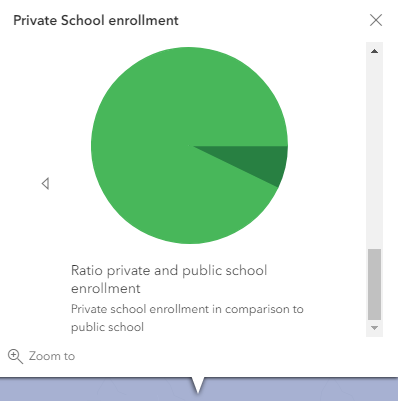 Private School enrollment
Ratio private and public school
enrollment
Private school enrollment in comparison to
public school
Zoom to